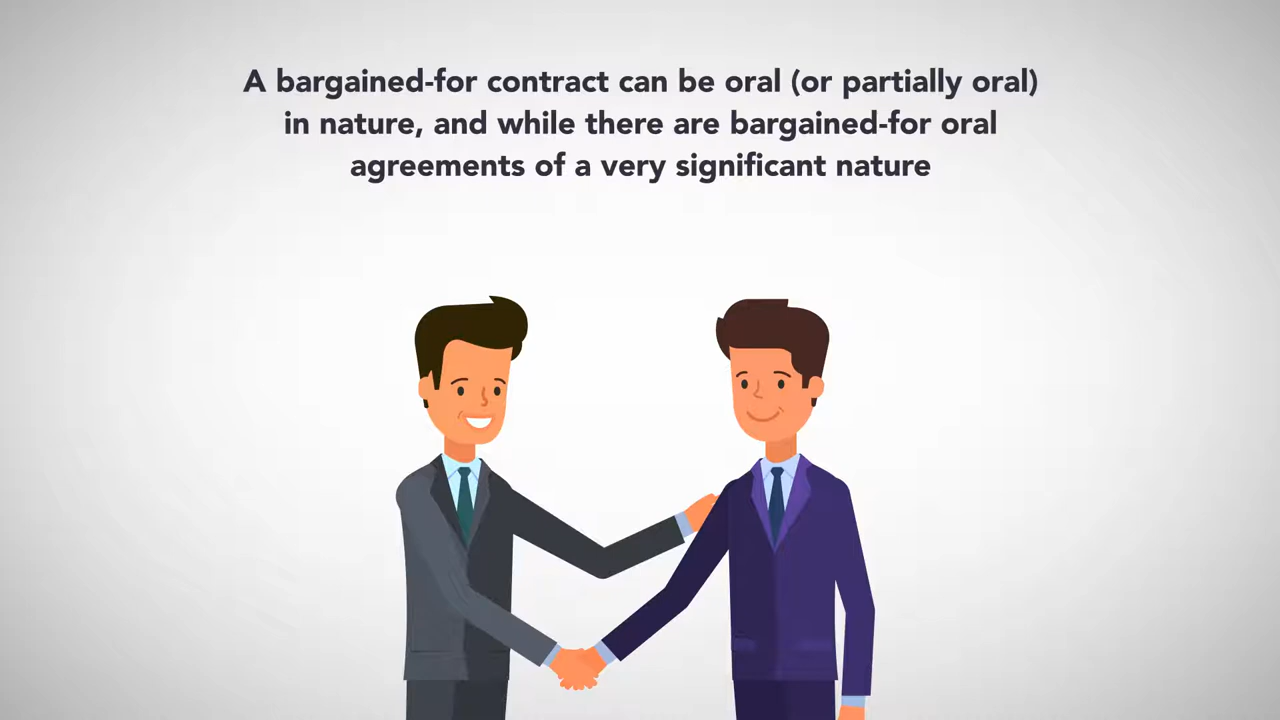 A bargained-for contract can be oral (or partially oral)
in nature, and while there are bargained-for oral
agreements of a very significant nature